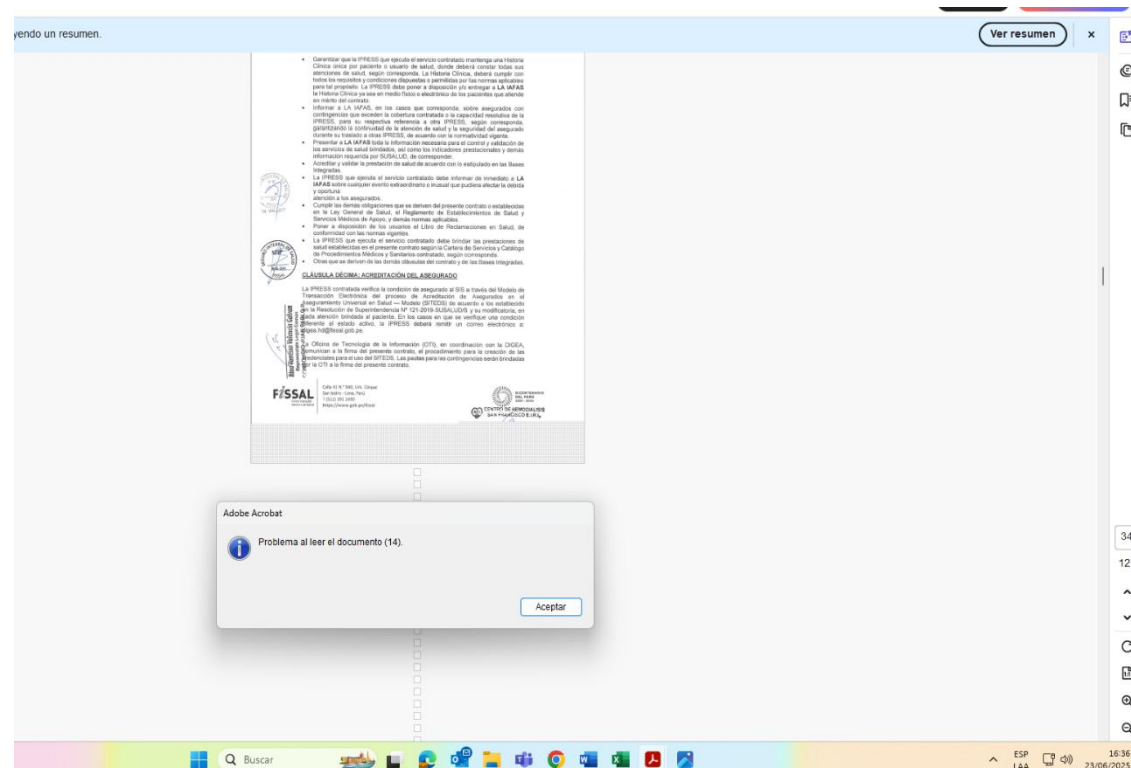 yendo un resumen.
Ver resumen
Garantizar que la IPRESS que ejecuta el servicio contratado mantenga una Historia
Clínica única por paciente o usuario de salud, donde deberá constar todas sus
atenciones de salud, según corresponda. La Historia Clínica, deberá cumplir con
todos los requisitos y condiciones dispuestas o permitidas por las normas aplicables
para tal propósito. La IPRESS debe poner a disposición y/o entregar a LA IAFAS
la Historia Clínica ya sea en medio físico o electrónico de los pacientes que atiende
en mérito del contrato.
Informar a LA IAFAS, en los casos que corresponda, sobre asegurados con
contingencias que exceden la cobertura contratada o la capacidad resolutiva de la
IPRESS, para su respectiva referencia a otra IPRESS, según corresponda,
garantizando la continuidad de la atención de salud y la seguridad del asegurado
durante su traslado a otras IPRESS, de acuerdo con la normatividad vigente.
Presentar a LA IAFAS toda la información necesaria para el control y validación de
los servicios de salud brindados, así como los indicadores prestacionales y demás
información requerida por SUSALUD, de corresponder.
Acreditar y validar la prestación de salud de acuerdo con lo estipulado en las Bases
Integradas.
La IPRESS que ejecuta el servicio contratado debe informar de inmediato a LA
IAFAS sobre cualquier evento extraordinario o inusual que pudiera afectar la debida
y oportuna
atención a los asegurados.
Cumplir las demás obligaciones que se deriven del presente contrato o establecidas
en la Ley General de Salud, el Reglamento de Establecimientos de Salud y
Servicios Médicos de Apoyo, y demás normas aplicables.
Poner a disposición de los usuarios el Libro de Reclamaciones en Salud, de
conformidad con las normas vigentes.
La IPRESS que ejecuta el servicio contratado debe brindar las prestaciones de
salud establecidas en el presente contrato según la Cartera de Servicios y Catálogo
de Procedimientos Médicos y Sanitarios contratado, según corresponda.
Otras que se deriven de las demás cláusulas del contrato y de las Bases Integradas.
CLÁUSULA DÉCIMA: ACREDITACIÓN DEL ASEGURADO
La IPRESS contratada verifica la condición de asegurado al SIS a través del Modelo de
Transacción Electrónica del proceso de Acreditación de Asegurados en el
Aseguramiento Universal en Salud — Modelo (SITEDS) de acuerdo a los establecido
en la Resolución de Superintendencia N° 121-2019-SUSALUD/S y su modificatoria, en
cada atención brindada al paciente. En los casos en que se verifique una condición
diferente al estado activo, la IPRESS deberá remitir un correo electrónico a:
La Oficina de Tecnología de la Información (OTI), en coordinación con la DIGEA,
comunican a la firma del presente contrato, el procedimiento para la creación de las
credenciales para el uso del SITEDS. Las pautas para las contingencias serán brindadas
por la OTI a la firma del presente contrato.
FISSAL
BICENTENARIO
DEL PERÚ
CENTRO DE HEMODIALISIS
SAN FRANCISCO E.I.R.L.
Adobe Acrobat
Problema al leer el documento (14).
Aceptar
34
12
Buscar
ESP
LAA
16:36
23/06/2025